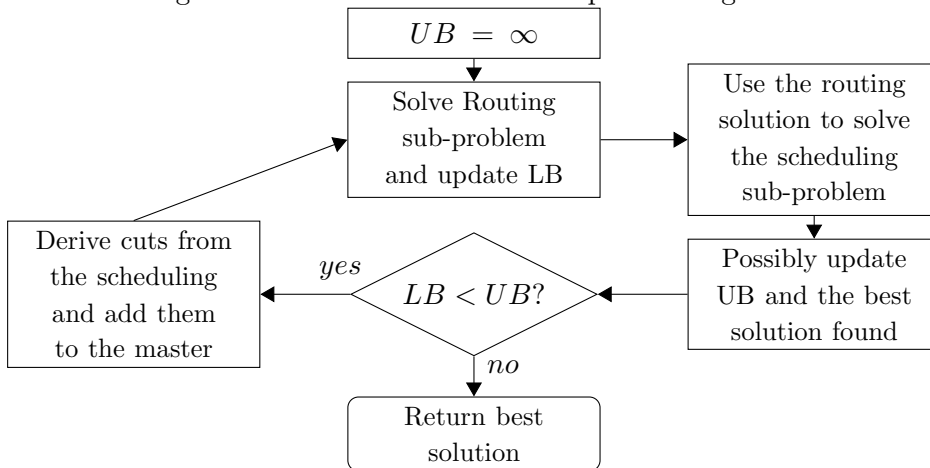 UB = ∞
Solve Routing
sub-problem
and update LB
Use the routing
solution to solve
the scheduling
sub-problem
Possibly update
UB and the best
solution found
LB < UB?
yes
Derive cuts from
the scheduling
and add them
to the master
no
Return best
solution